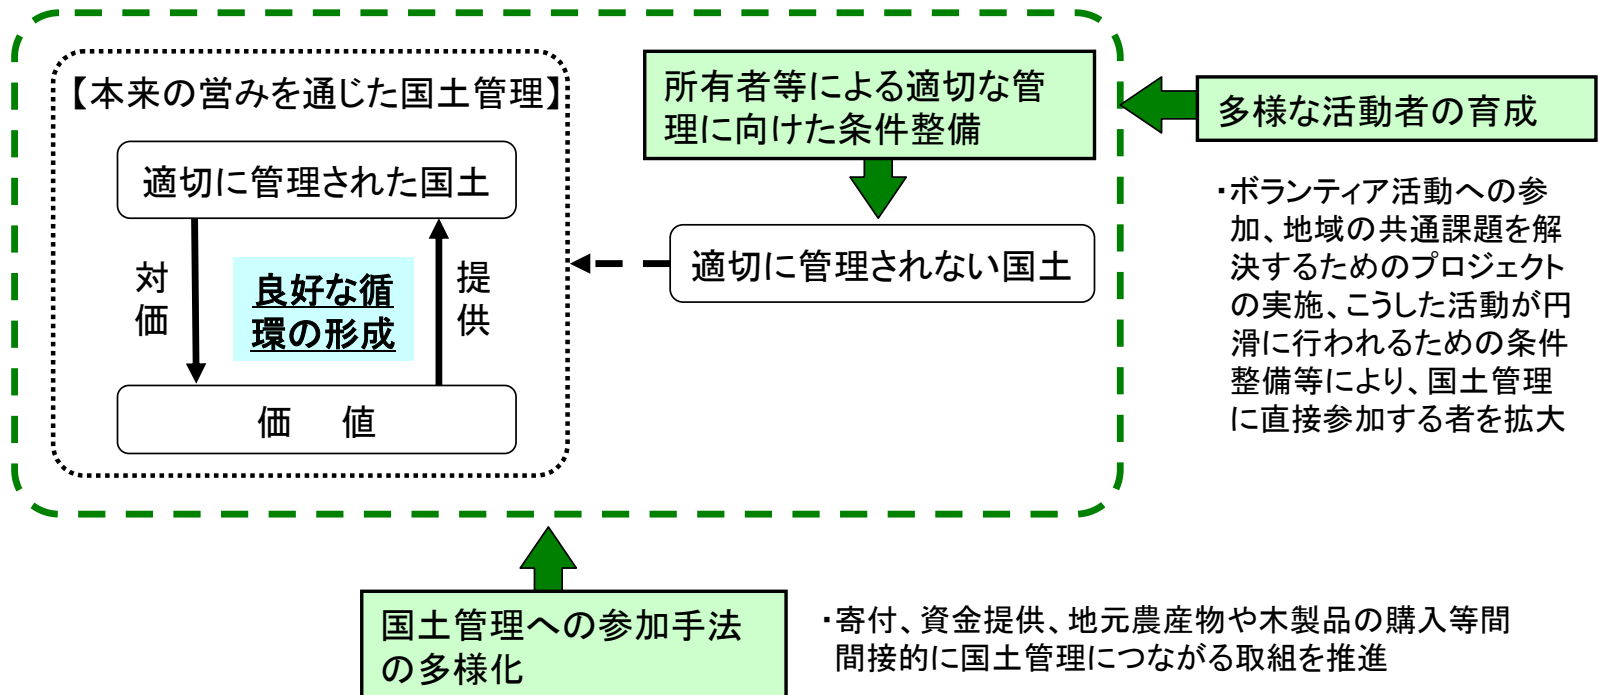 【本来の営みを通じた国土管理】
適切に管理された国土
対
価
良好な循
環の形成
提
供
価　値
所有者等による適切な管
理に向けた条件整備
適切に管理されない国土
多様な活動者の育成
・ボランティア活動への参
加、地域の共通課題を解
決するためのプロジェクト
の実施、こうした活動が円
滑に行われるための条件
整備等により、国土管理
に直接参加する者を拡大
国土管理への参加手法
の多様化
・寄付、資金提供、地元農産物や木製品の購入等間
間接的に国土管理につながる取組を推進